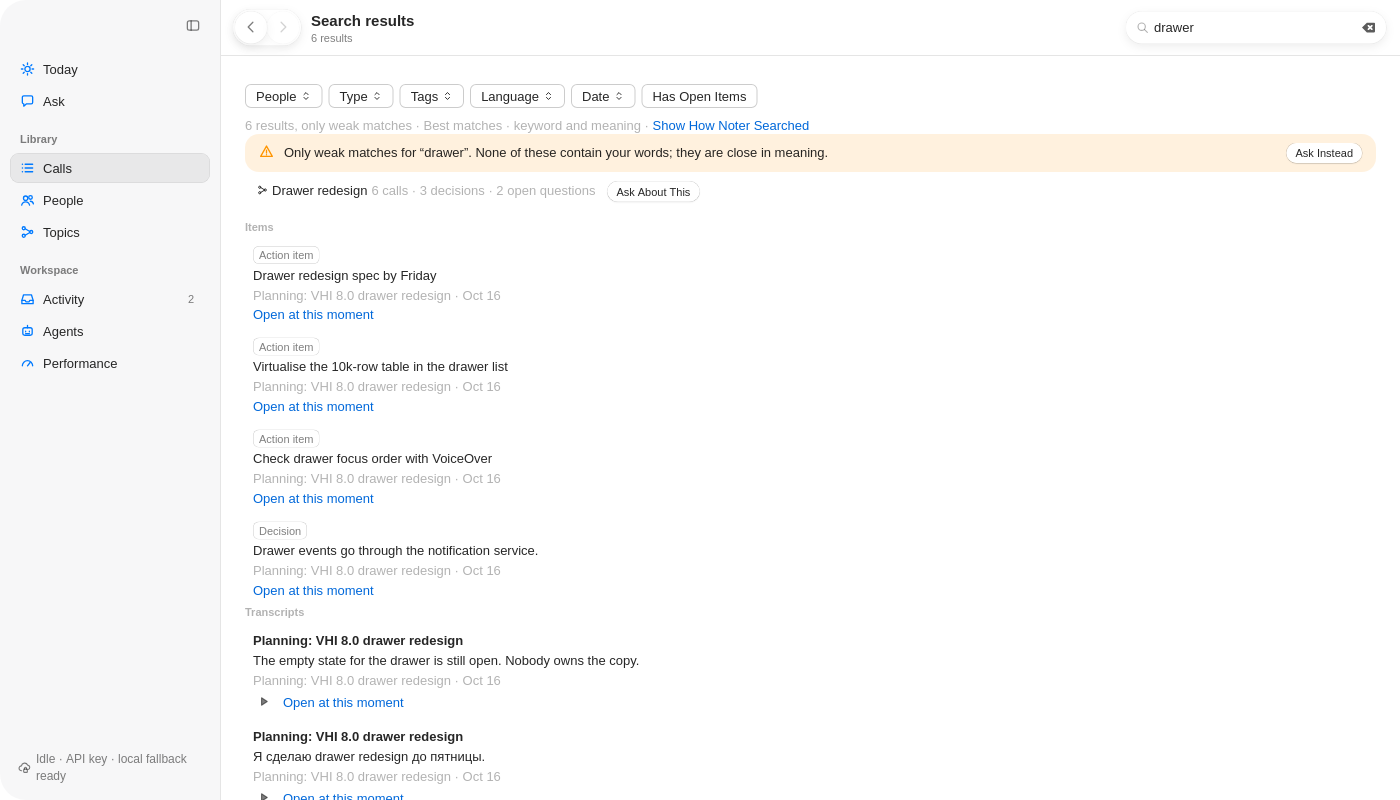 Search results
6 results
drawer
Today
Ask
Library
Calls
People
Topics
Workspace
Activity 2
Agents
Performance
Idle · API key · local fallback
ready
People Type Tags Language Date Has Open Items
6 results, only weak matches · Best matches · keyword and meaning · Show How Noter Searched
Only weak matches for “drawer”. None of these contain your words; they are close in meaning. Ask Instead
Drawer redesign 6 calls · 3 decisions · 2 open questions Ask About This
Items
Action item
Drawer redesign spec by Friday
Planning: VHI 8.0 drawer redesign · Oct 16
Open at this moment
Action item
Virtualise the 10k-row table in the drawer list
Planning: VHI 8.0 drawer redesign · Oct 16
Open at this moment
Action item
Check drawer focus order with VoiceOver
Planning: VHI 8.0 drawer redesign · Oct 16
Open at this moment
Decision
Drawer events go through the notification service.
Planning: VHI 8.0 drawer redesign · Oct 16
Open at this moment
Transcripts
Planning: VHI 8.0 drawer redesign
The empty state for the drawer is still open. Nobody owns the copy.
Planning: VHI 8.0 drawer redesign · Oct 16
Open at this moment
Planning: VHI 8.0 drawer redesign
Я сделаю drawer redesign до пятницы.
Planning: VHI 8.0 drawer redesign · Oct 16
Open at this moment